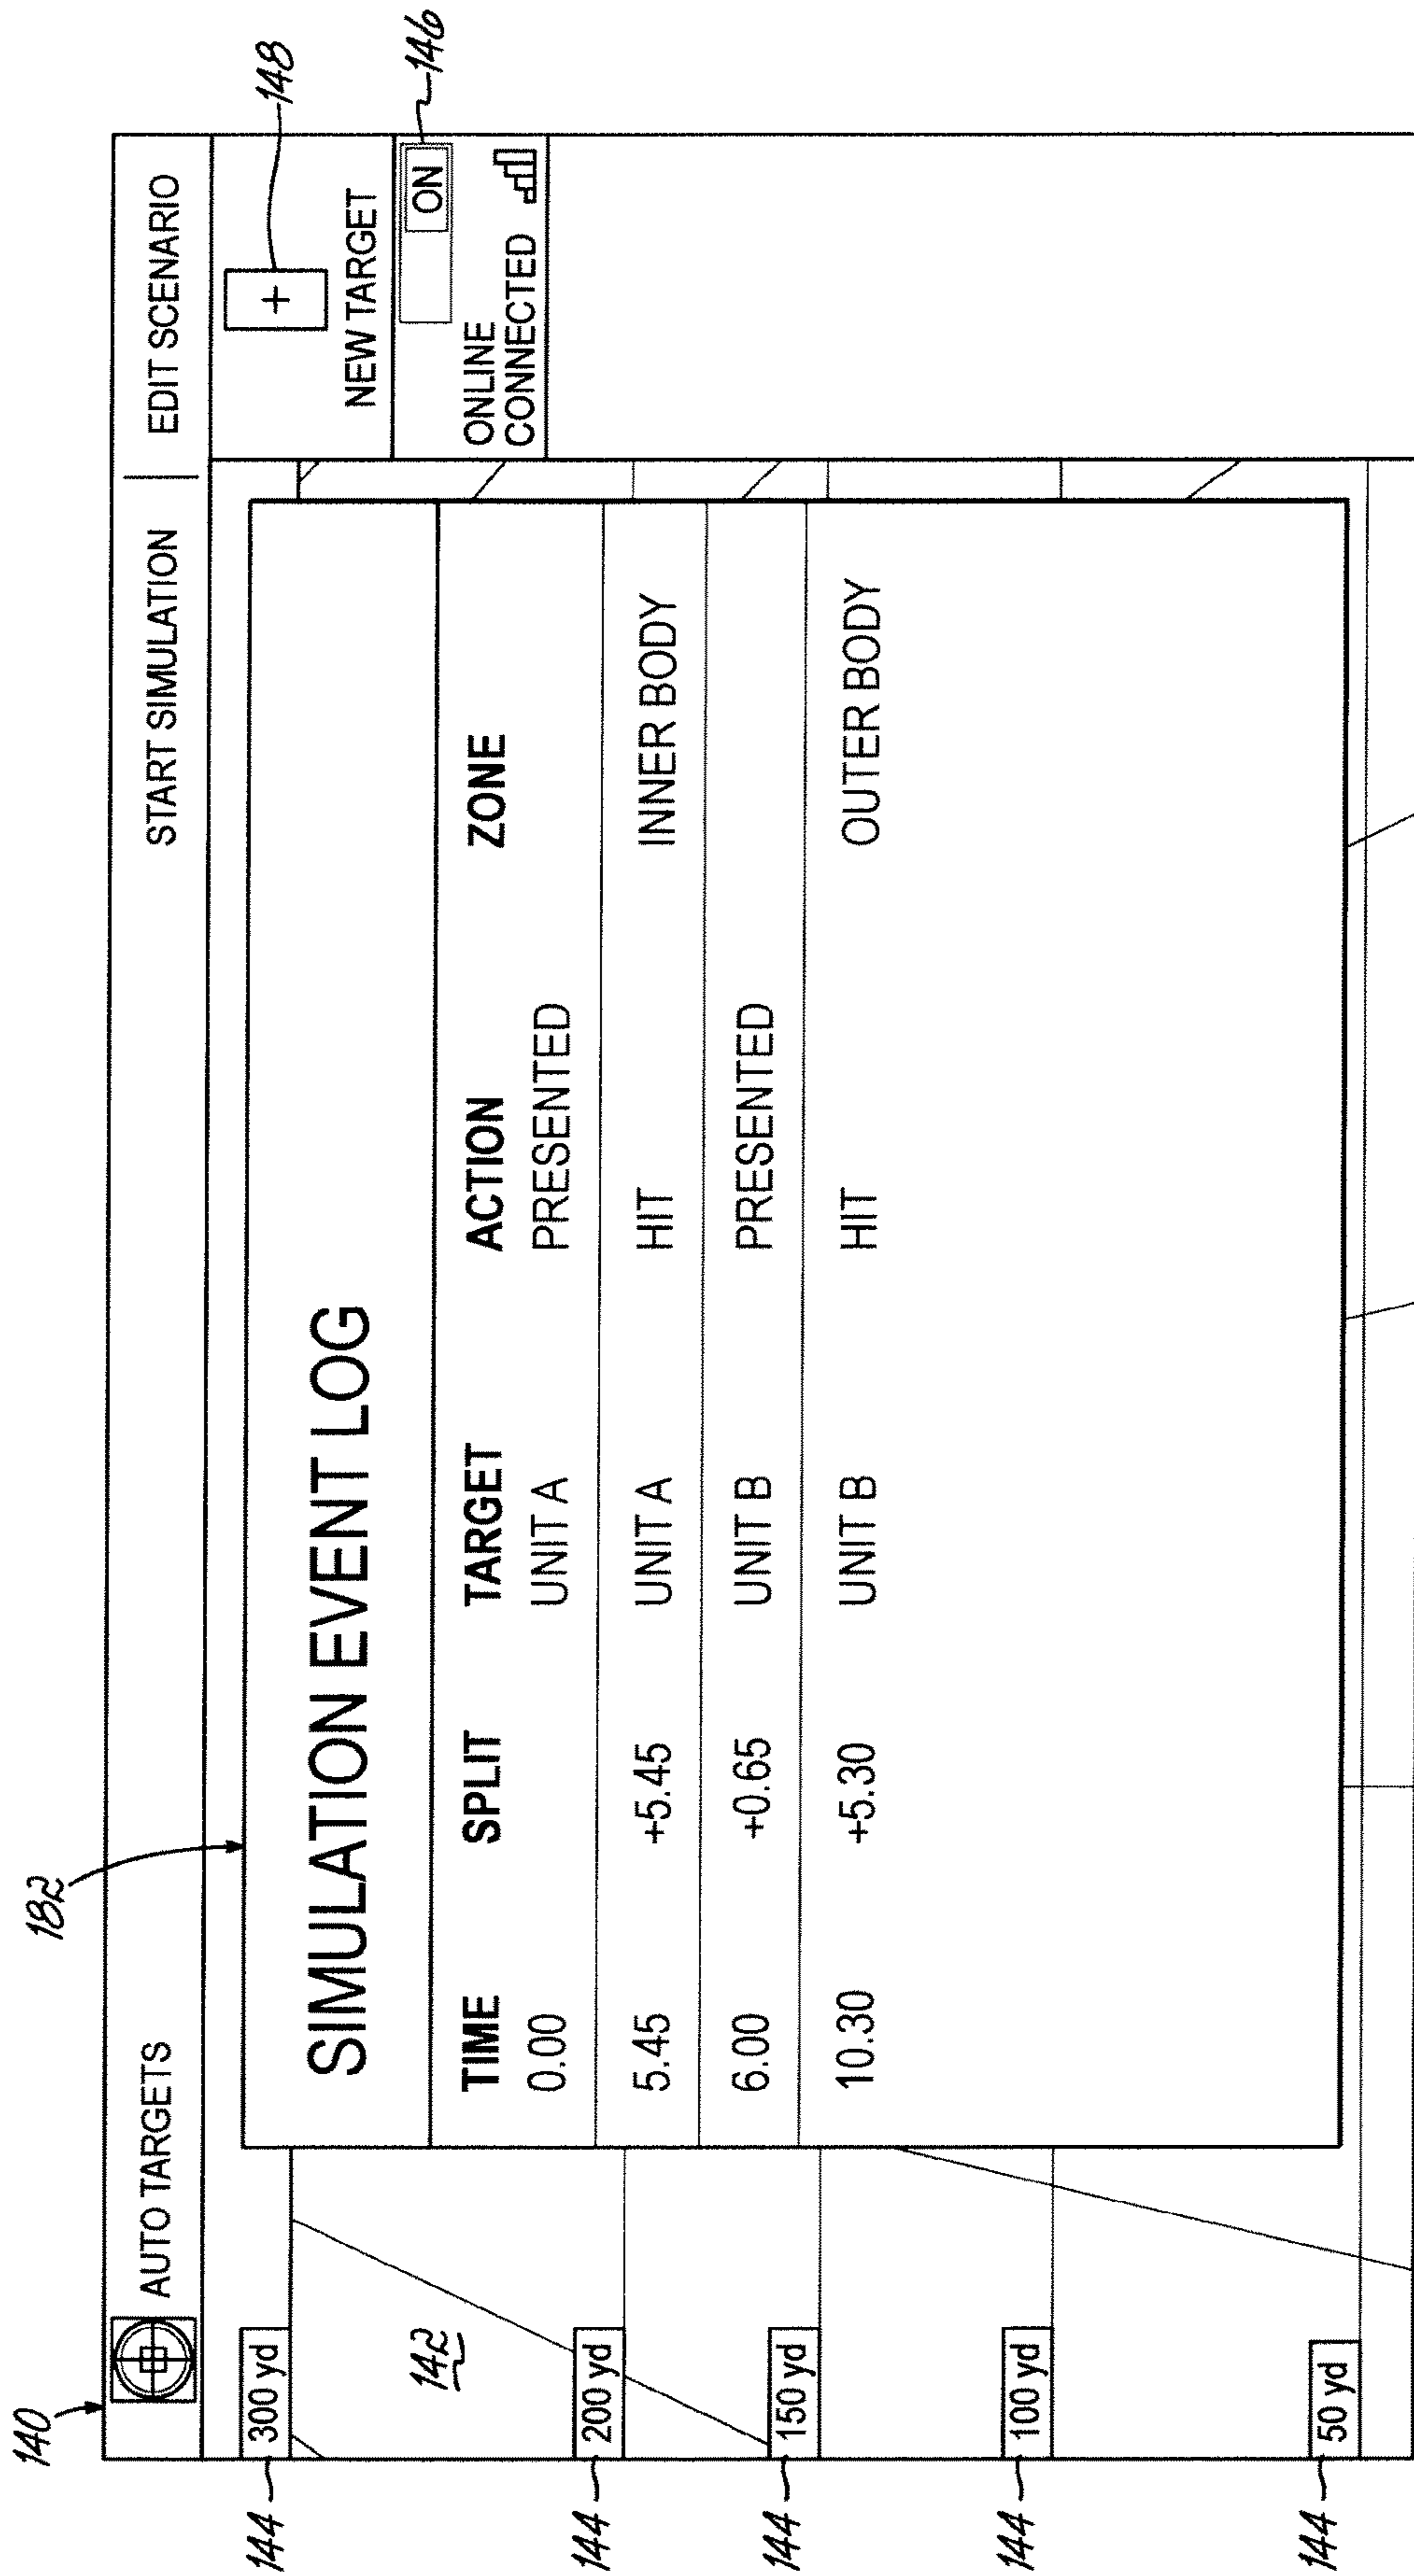 140
182
AUTO TARGETS START SIMULATION EDIT SCENARIO
148
+
NEW TARGET
146
ON
ONLINE
CONNECTED
SIMULATION EVENT LOG
TIME SPLIT TARGET ACTION ZONE
0.00 UNIT A PRESENTED
5.45 +5.45 UNIT A HIT INNER BODY
6.00 +0.65 UNIT B PRESENTED
10.30 +5.30 UNIT B HIT OUTER BODY
144 300 yd
142
144 200 yd
144 150 yd
144 100 yd
144 50 yd